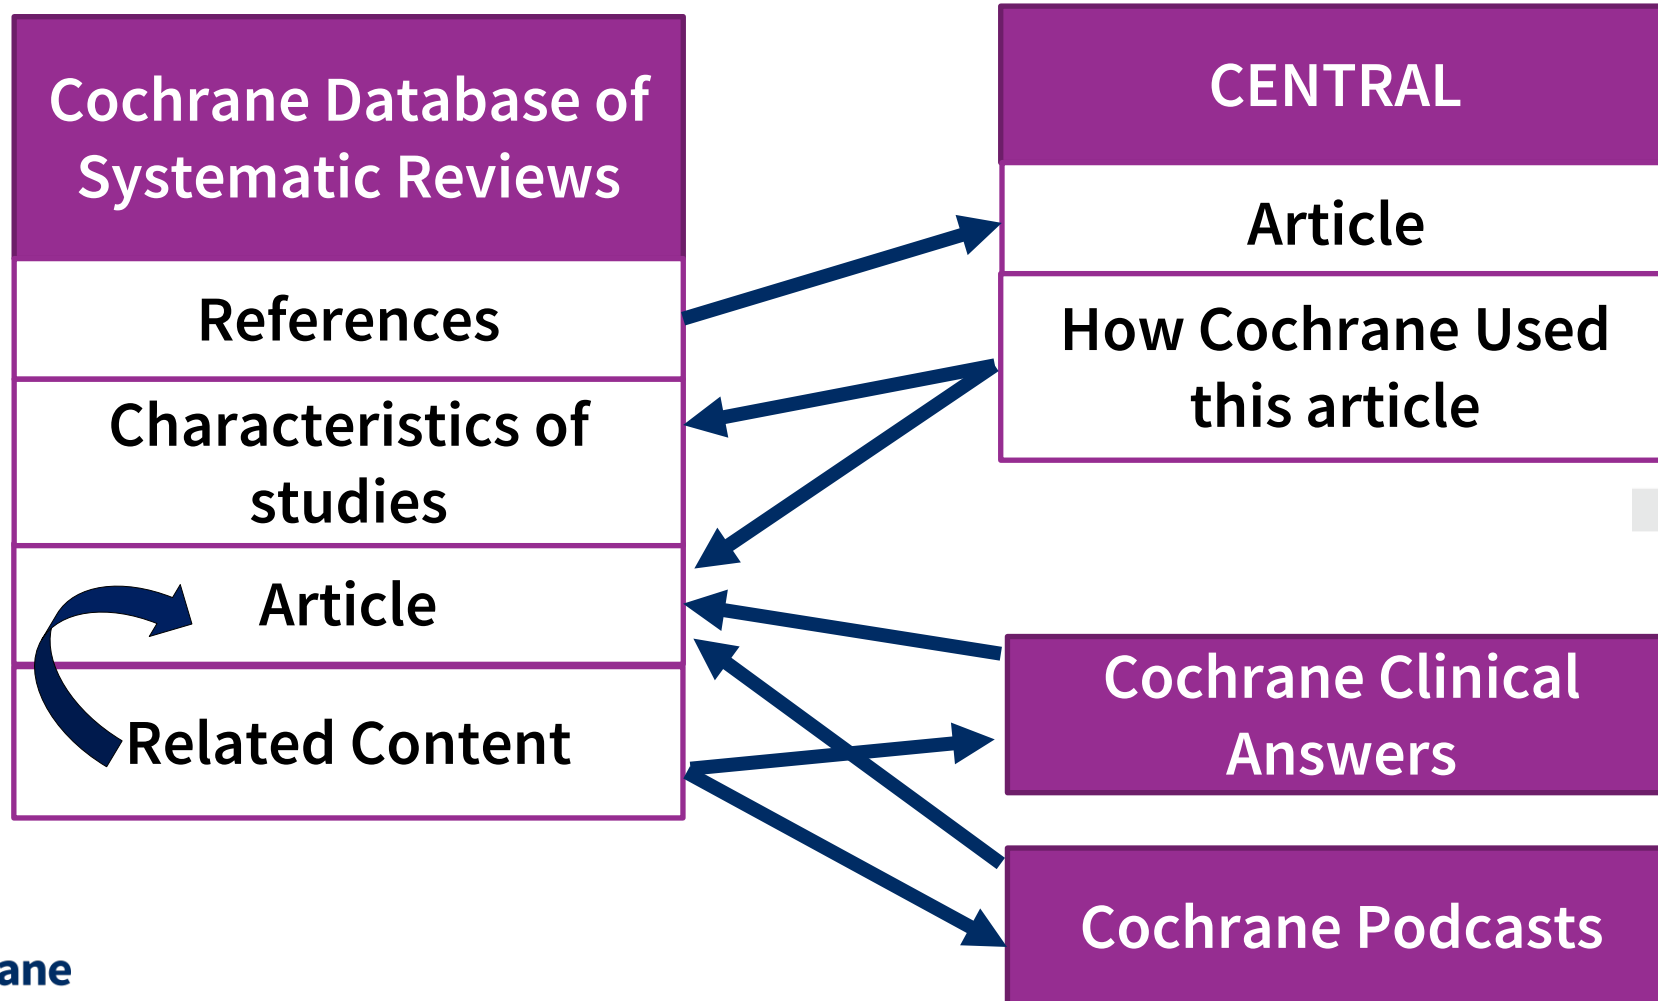 Cochrane Database of
Systematic Reviews
References
Characteristics of
studies
Article
Related Content
CENTRAL
Article
How Cochrane Used
this article
Cochrane Clinical
Answers
Cochrane Podcasts
ane